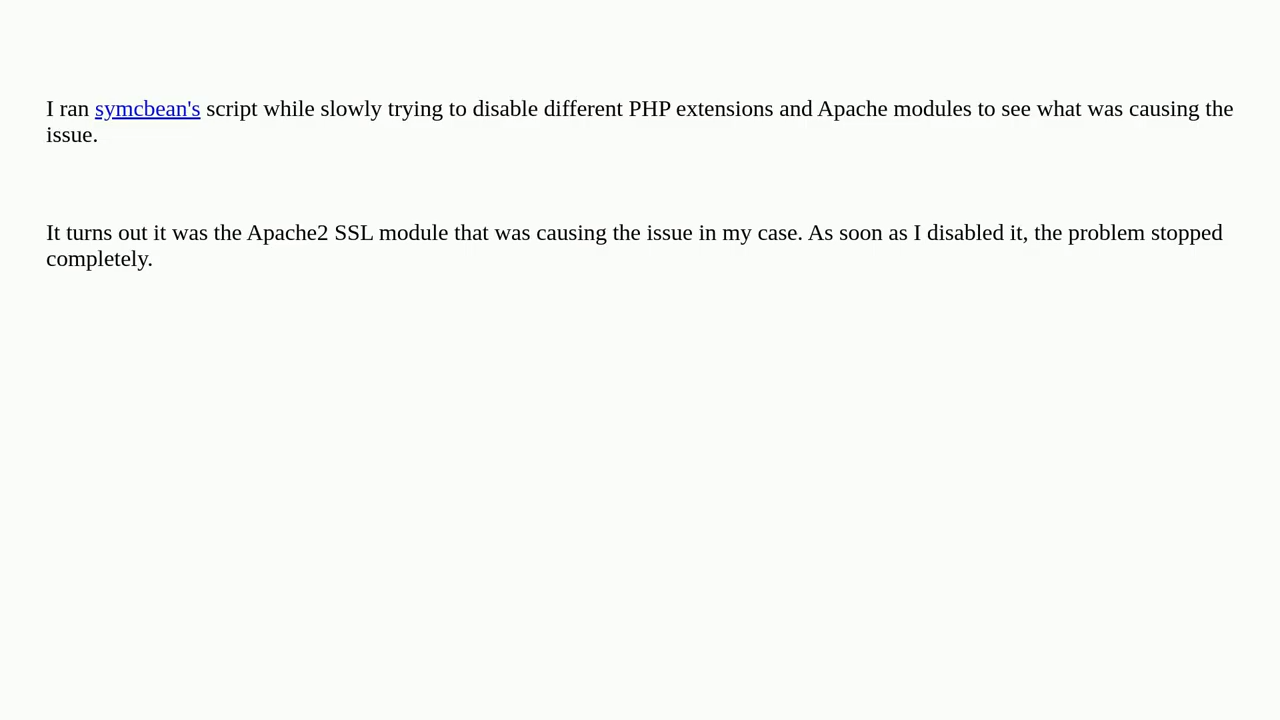 I ran symcbean's script while slowly trying to disable different PHP extensions and Apache modules to see what was causing the
issue.
It turns out it was the Apache2 SSL module that was causing the issue in my case. As soon as I disabled it, the problem stopped
completely.